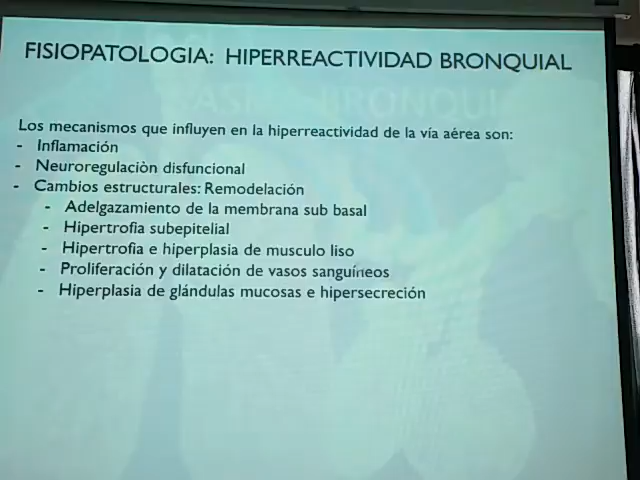 FISIOPATOLOGIA: HIPERREACTIVIDAD BRONQUIAL
Los mecanismos que influyen en la hiperreactividad de la vía aérea son:
- Inflamación
- Neuroregulaciòn disfuncional
- Cambios estructurales: Remodelación
- Adelgazamiento de la membrana sub basal
- Hipertrofia subepitelial
- Hipertrofia e hiperplasia de musculo liso
- Proliferación y dilatación de vasos sanguíneos
- Hiperplasia de glándulas mucosas e hipersecreción